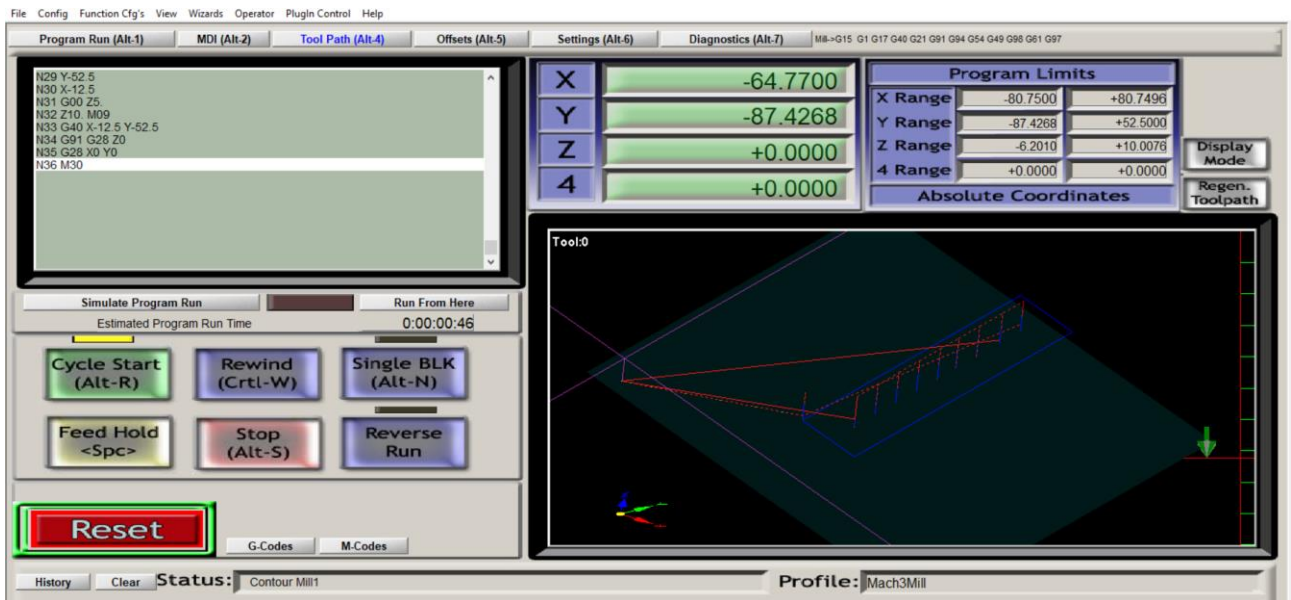 File Config Function Cfg's View Wizards Operator PlugIn Control Help
Program Run (Alt-1) MDI (Alt-2) Tool Path (Alt-4) Offsets (Alt-5) Settings (Alt-6) Diagnostics (Alt-7) Mill->G15 G1 G17 G40 G21 G91 G94 G54 G49 G98 G61 G97
N29 Y-52.5
N30 X-12.5
N31 G00 Z5.
N32 Z10. M09
N33 G40 X-12.5 Y-52.5
N34 G91 G28 Z0
N35 G28 X0 Y0
N36 M30
X -64.7700
Y -87.4268
Z +0.0000
4 +0.0000
Program Limits
X Range -80.7500 +80.7496
Y Range -87.4268 +52.5000
Z Range -6.2010 +10.0076
4 Range +0.0000 +0.0000
Absolute Coordinates
Display
Mode
Regen.
Toolpath
Tool:0
Simulate Program Run Run From Here
Estimated Program Run Time 0:00:00:46
Cycle Start
(Alt-R)
Rewind
(Crtl-W)
Single BLK
(Alt-N)
Feed Hold
<Spc>
Stop
(Alt-S)
Reverse
Run
Reset
G-Codes M-Codes
History Clear Status: Contour Mill1 Profile: Mach3Mill